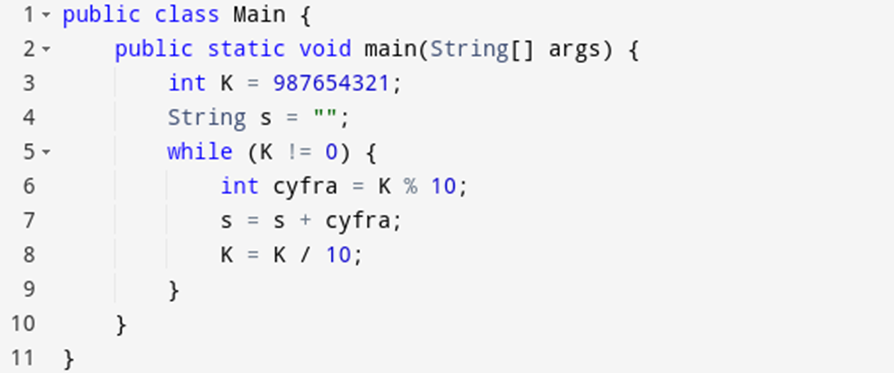 1 public class Main {
2 public static void main(String[] args) {
3 int K = 987654321;
4 String s = "";
5 while (K != 0) {
6 int cyfra = K % 10;
7 s = s + cyfra;
8 K = K / 10;
9 }
10 }
11 }